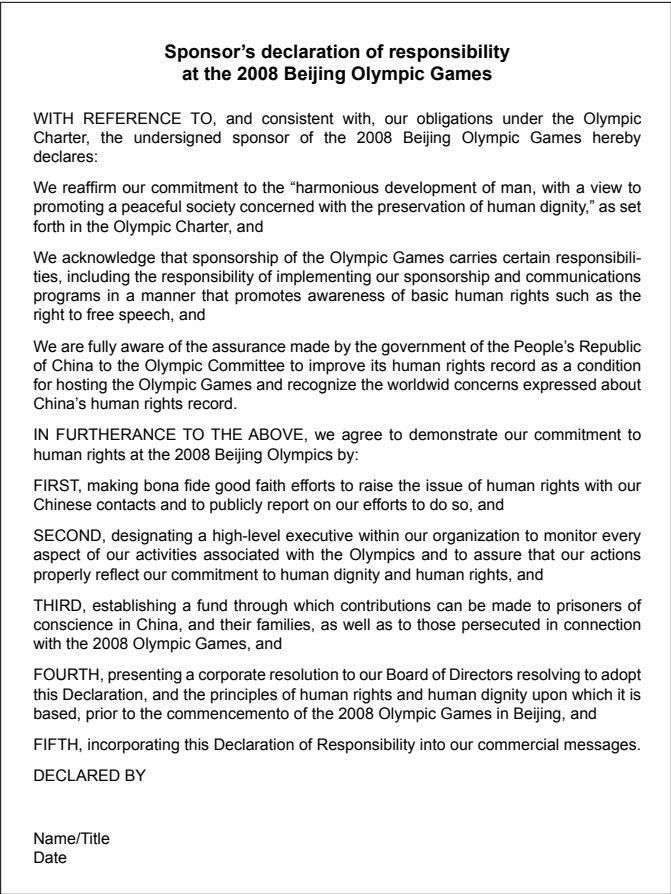 Sponsor’s declaration of responsibility
at the 2008 Beijing Olympic Games
WITH REFERENCE TO, and consistent with, our obligations under the Olympic
Charter, the undersigned sponsor of the 2008 Beijing Olympic Games hereby
declares:
We reaffirm our commitment to the “harmonious development of man, with a view to
promoting a peaceful society concerned with the preservation of human dignity,” as set
forth in the Olympic Charter, and
We acknowledge that sponsorship of the Olympic Games carries certain responsibili-
ties, including the responsibility of implementing our sponsorship and communications
programs in a manner that promotes awareness of basic human rights such as the
right to free speech, and
We are fully aware of the assurance made by the government of the People’s Republic
of China to the Olympic Committee to improve its human rights record as a condition
for hosting the Olympic Games and recognize the worldwid concerns expressed about
China’s human rights record.
IN FURTHERANCE TO THE ABOVE, we agree to demonstrate our commitment to
human rights at the 2008 Beijing Olympics by:
FIRST, making bona fide good faith efforts to raise the issue of human rights with our
Chinese contacts and to publicly report on our efforts to do so, and
SECOND, designating a high-level executive within our organization to monitor every
aspect of our activities associated with the Olympics and to assure that our actions
properly reflect our commitment to human dignity and human rights, and
THIRD, establishing a fund through which contributions can be made to prisoners of
conscience in China, and their families, as well as to those persecuted in connection
with the 2008 Olympic Games, and
FOURTH, presenting a corporate resolution to our Board of Directors resolving to adopt
this Declaration, and the principles of human rights and human dignity upon which it is
based, prior to the commencemento of the 2008 Olympic Games in Beijing, and
FIFTH, incorporating this Declaration of Responsibility into our commercial messages.
DECLARED BY
Name/Title
Date